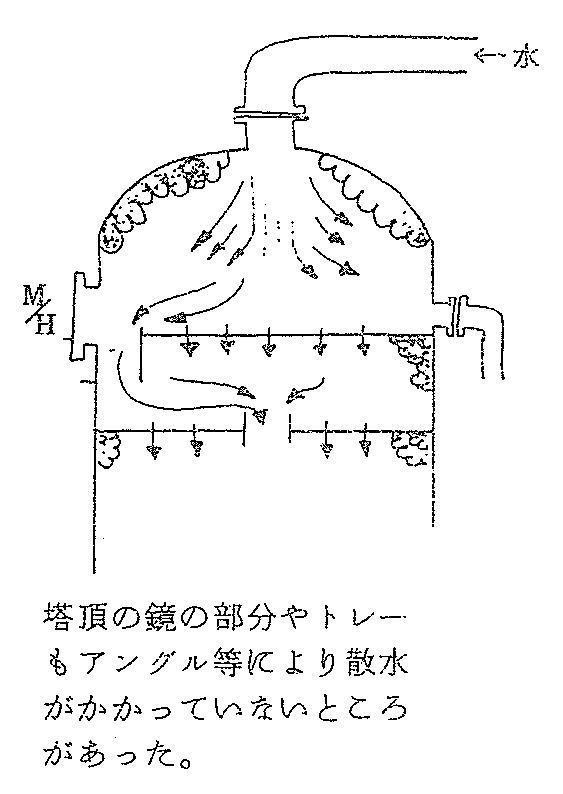 ←水
M/H
塔頂の鏡の部分やトレー
もアングル等により散水
がかかっていないところ
があった。